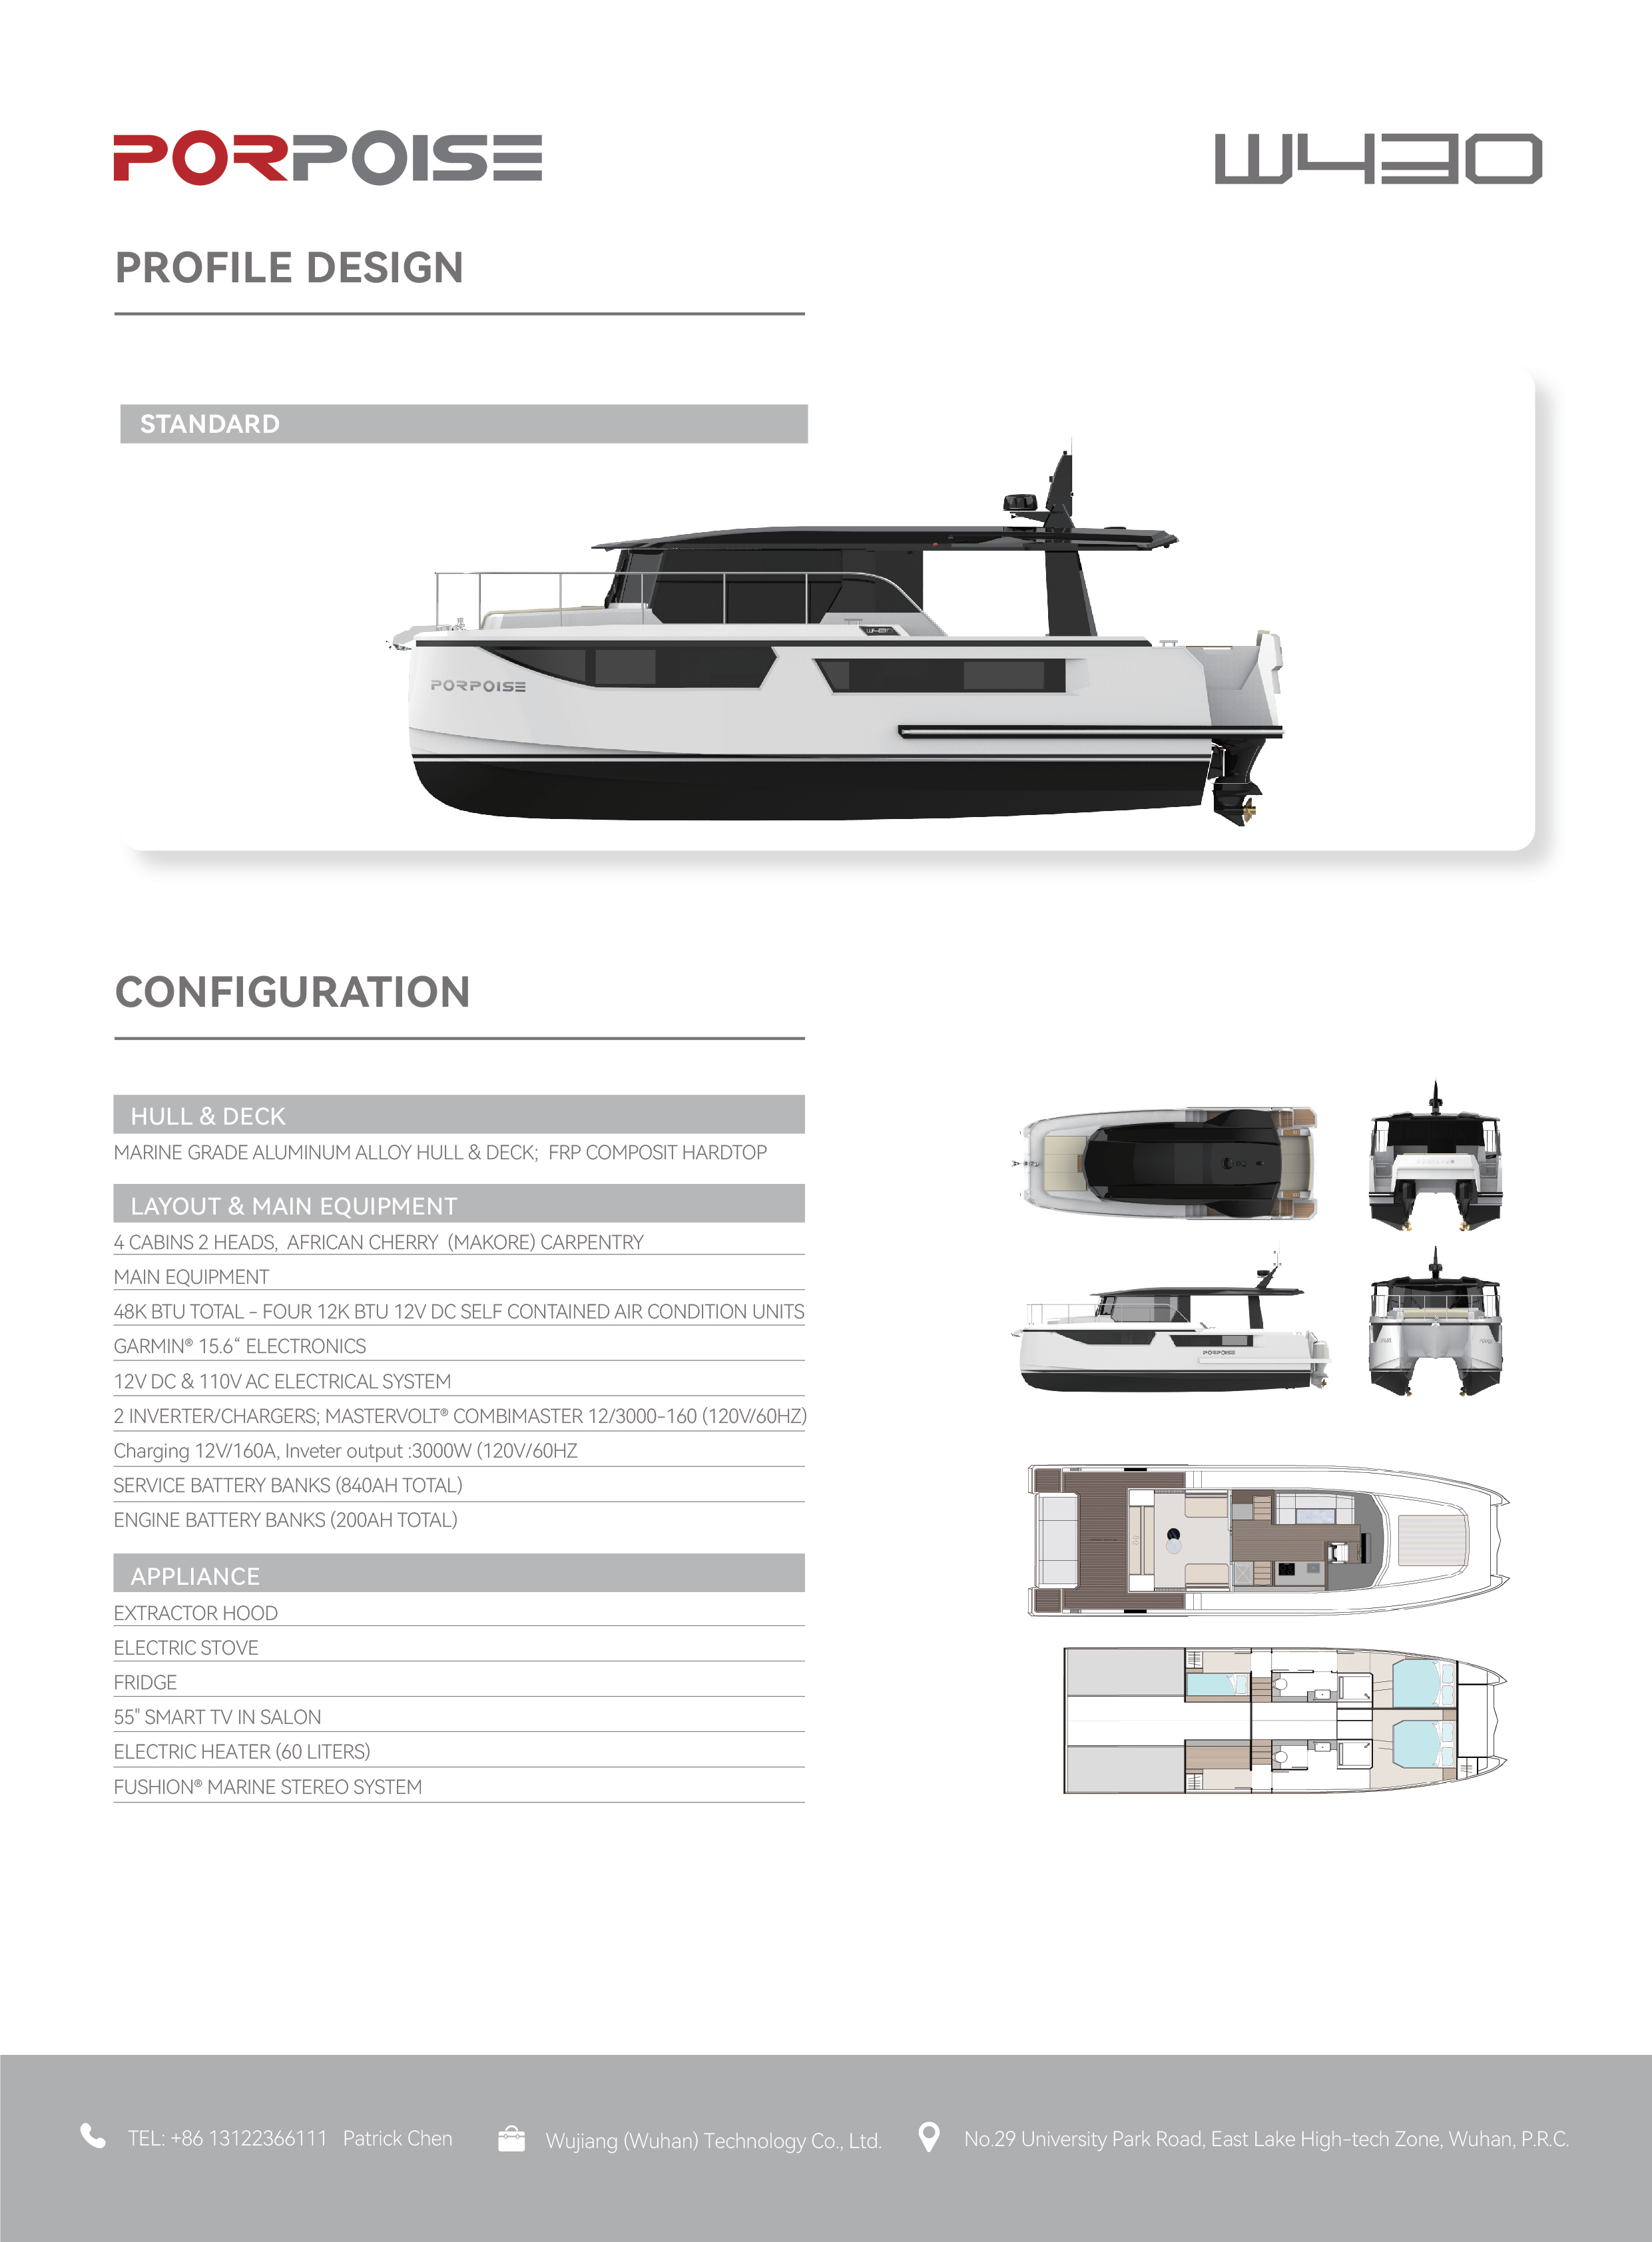 PORPOISE
W430
PROFILE DESIGN
STANDARD
W430
PORPOISE
CONFIGURATION
HULL & DECK
MARINE GRADE ALUMINUM ALLOY HULL & DECK;  FRP COMPOSIT HARDTOP
LAYOUT & MAIN EQUIPMENT
4 CABINS 2 HEADS,  AFRICAN CHERRY  (MAKORE) CARPENTRY
MAIN EQUIPMENT
48K BTU TOTAL - FOUR 12K BTU 12V DC SELF CONTAINED AIR CONDITION UNITS
GARMIN® 15.6“ ELECTRONICS
12V DC & 110V AC ELECTRICAL SYSTEM
2 INVERTER/CHARGERS; MASTERVOLT® COMBIMASTER 12/3000-160 (120V/60HZ)
Charging 12V/160A, Inveter output :3000W (120V/60HZ
SERVICE BATTERY BANKS (840AH TOTAL)
ENGINE BATTERY BANKS (200AH TOTAL)
APPLIANCE
EXTRACTOR HOOD
ELECTRIC STOVE
FRIDGE
55" SMART TV IN SALON
ELECTRIC HEATER (60 LITERS)
FUSHION® MARINE STEREO SYSTEM
PORPOISE
TEL: +86 13122366111   Patrick Chen
Wujiang (Wuhan) Technology Co., Ltd.
No.29 University Park Road, East Lake High-tech Zone, Wuhan, P.R.C.